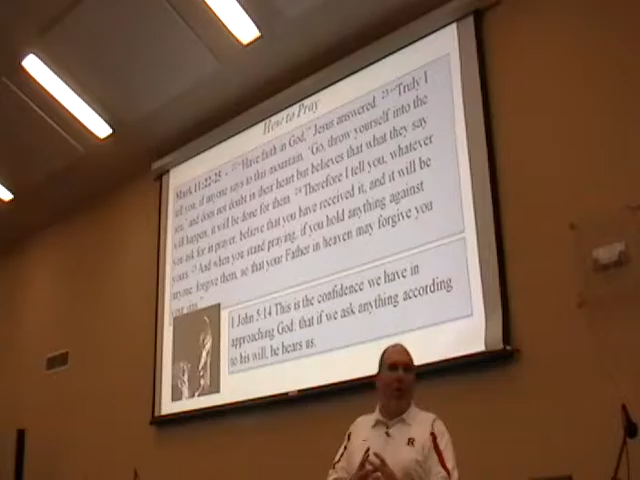 How to Pray
Mark 11:22-25 - ²² "Have faith in God," Jesus answered. ²³ "Truly I
tell you, if anyone says to this mountain, 'Go, throw yourself into the
sea,' and does not doubt in their heart but believes that what they say
will happen, it will be done for them. ²⁴ Therefore I tell you, whatever
you ask for in prayer, believe that you have received it, and it will be
yours. ²⁵ And when you stand praying, if you hold anything against
anyone, forgive them, so that your Father in heaven may forgive you
your sins."
1 John 5:14 This is the confidence we have in
approaching God: that if we ask anything according
to his will, he hears us.
R